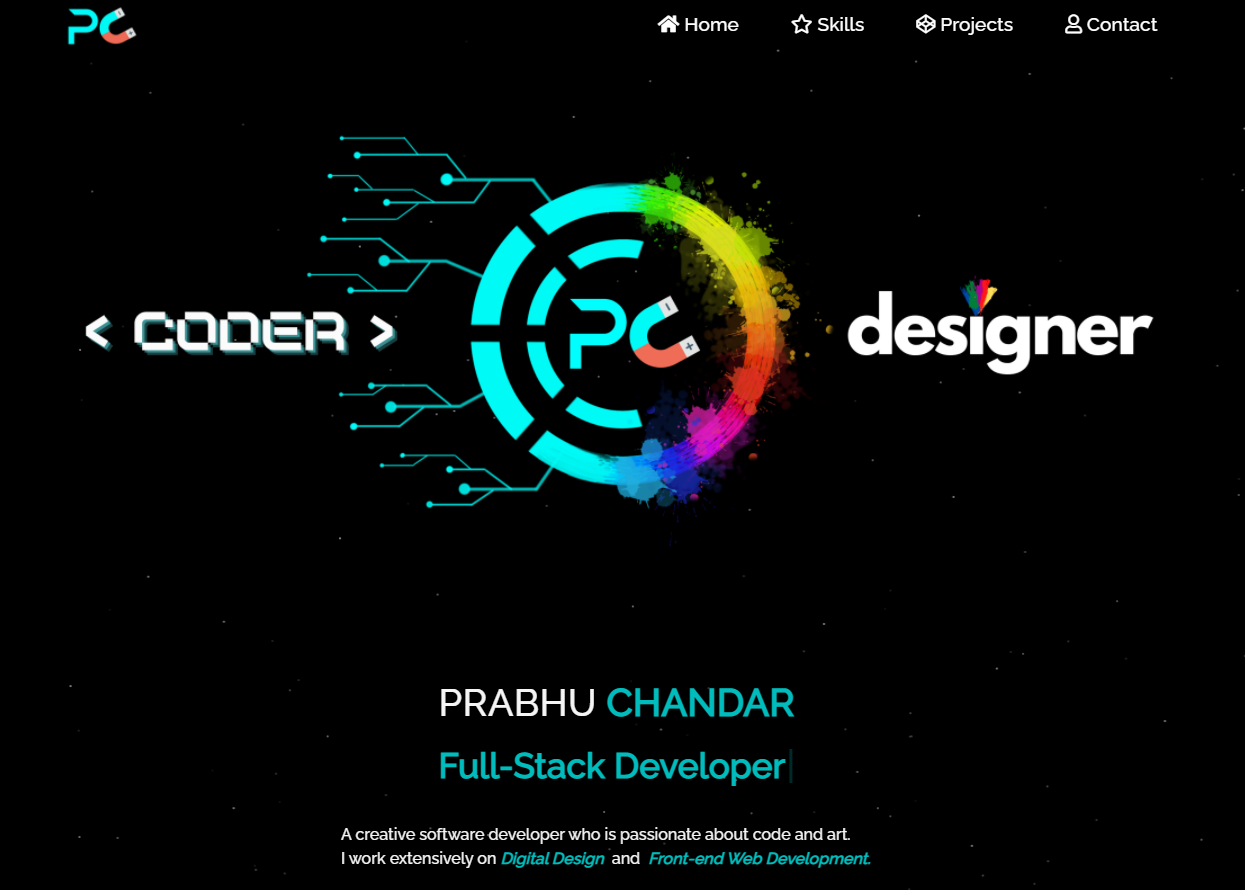 PC
Home Skills Projects Contact
< CODER >
PC
- +
designer
PRABHU CHANDAR
Full-Stack Developer
A creative software developer who is passionate about code and art.
I work extensively on Digital Design and Front-end Web Development.